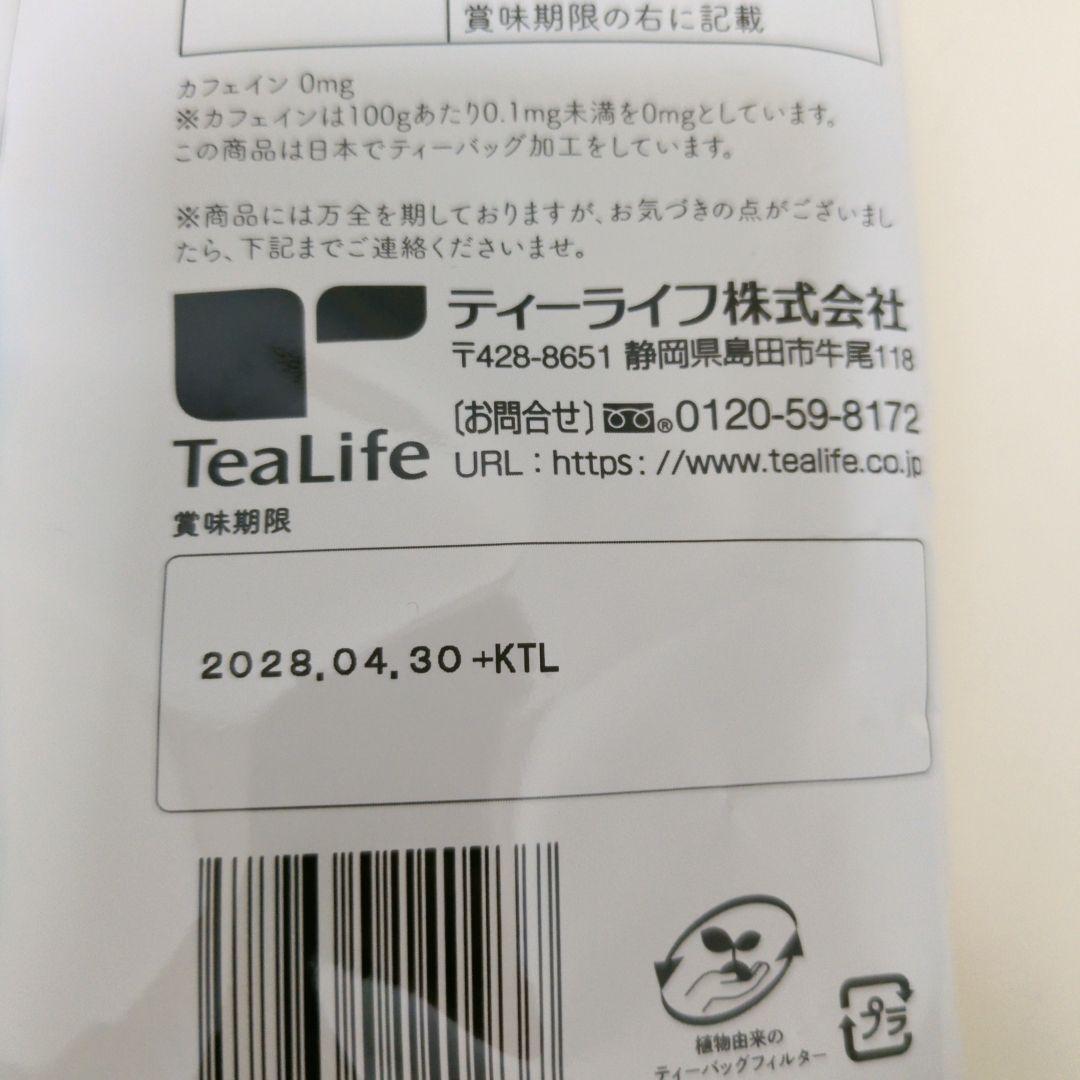 賞味期限の右に記載
カフェイン 0mg
※カフェインは100gあたり0.1mg未満を0mgとしています。
この商品は日本でティーバッグ加工をしています。
※商品には万全を期しておりますが、お気づきの点がございまし
たら、下記までご連絡くださいませ。
ティーライフ株式会社
〒428-8651 静岡県島田市牛尾118
〔お問合せ〕®0120-59-8172
TeaLife
URL：https：//www.tealife.co.jp
賞味期限
2028.04.30+KTL
プラ
植物由来の
ティーバッグフィルター